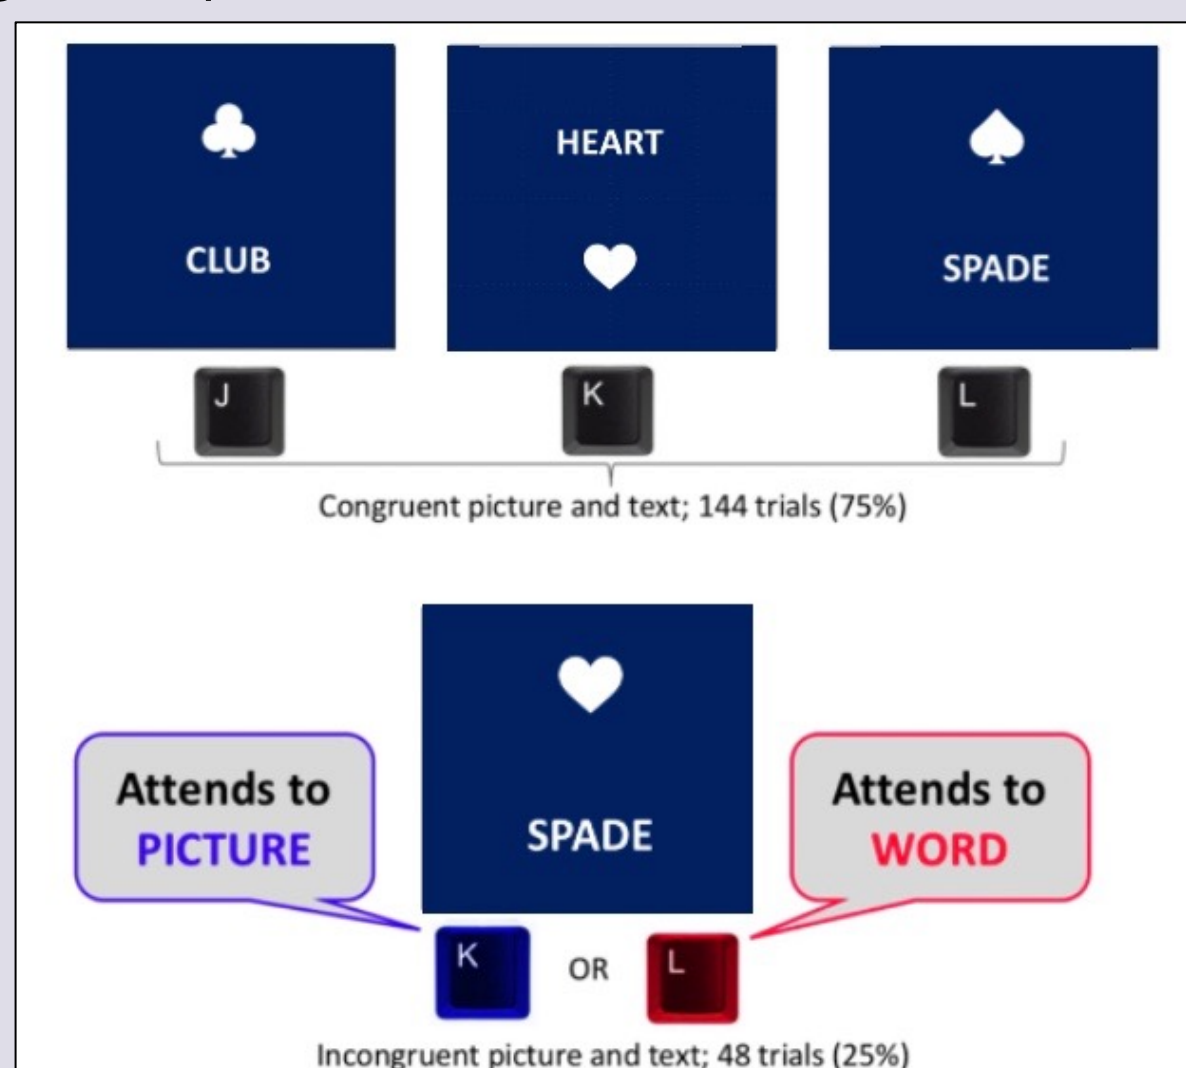 CLUB
HEART
SPADE
J
K
L
Congruent picture and text; 144 trials (75%)
Attends to
PICTURE
SPADE
Attends to
WORD
K
OR
L
Incongruent picture and text; 48 trials (25%)